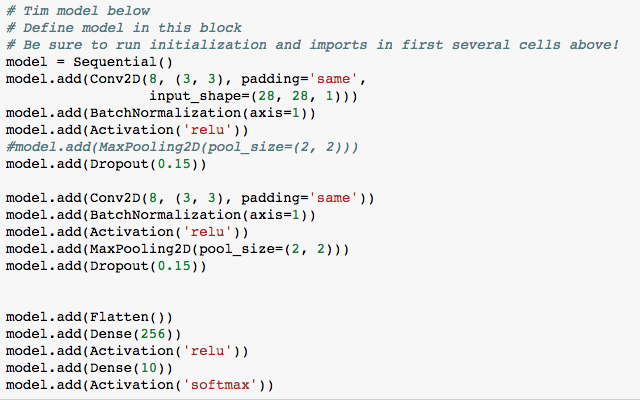 # Tim model below
# Define model in this block
# Be sure to run initialization and imports in first several cells above!
model = Sequential()
model.add(Conv2D(8, (3, 3), padding='same',
                 input_shape=(28, 28, 1)))
model.add(BatchNormalization(axis=1))
model.add(Activation('relu'))
#model.add(MaxPooling2D(pool_size=(2, 2)))
model.add(Dropout(0.15))

model.add(Conv2D(8, (3, 3), padding='same'))
model.add(BatchNormalization(axis=1))
model.add(Activation('relu'))
model.add(MaxPooling2D(pool_size=(2, 2)))
model.add(Dropout(0.15))


model.add(Flatten())
model.add(Dense(256))
model.add(Activation('relu'))
model.add(Dense(10))
model.add(Activation('softmax'))